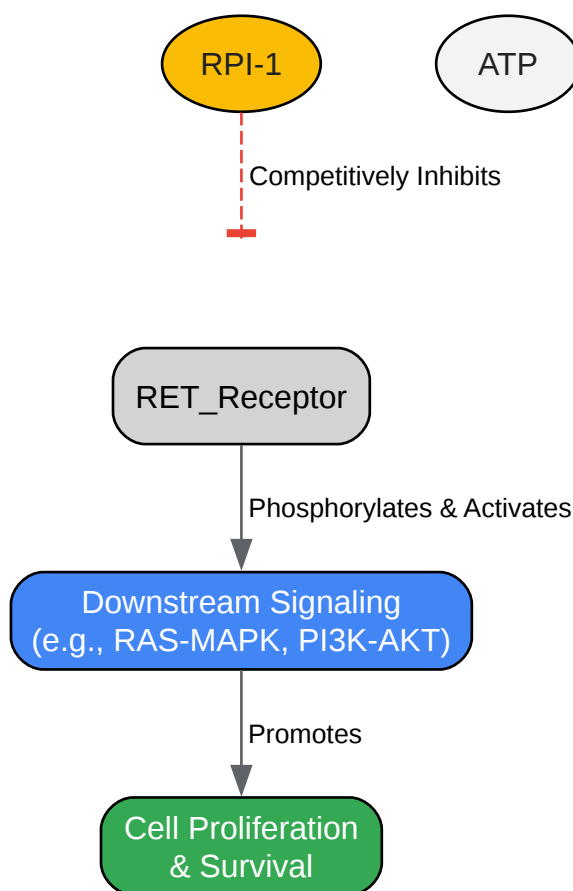 RPI-1
ATP
Competitively Inhibits
RET_Receptor
Phosphorylates & Activates
Downstream Signaling
(e.g., RAS-MAPK, PI3K-AKT)
Promotes
Cell Proliferation
& Survival